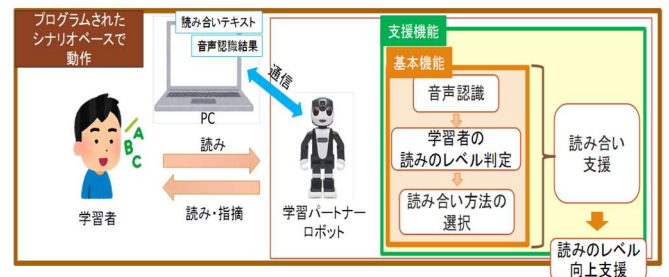 プログラムされた
シナリオベースで
動作
読み合いテキスト
音声認識結果
PC
通信
A
B
C
読み
読み・指摘
学習者
学習パートナー
ロボット
支援機能
基本機能
音声認識
学習者の
読みのレベル判定
読み合い方法の
選択
読み合い
支援
読みのレベル
向上支援